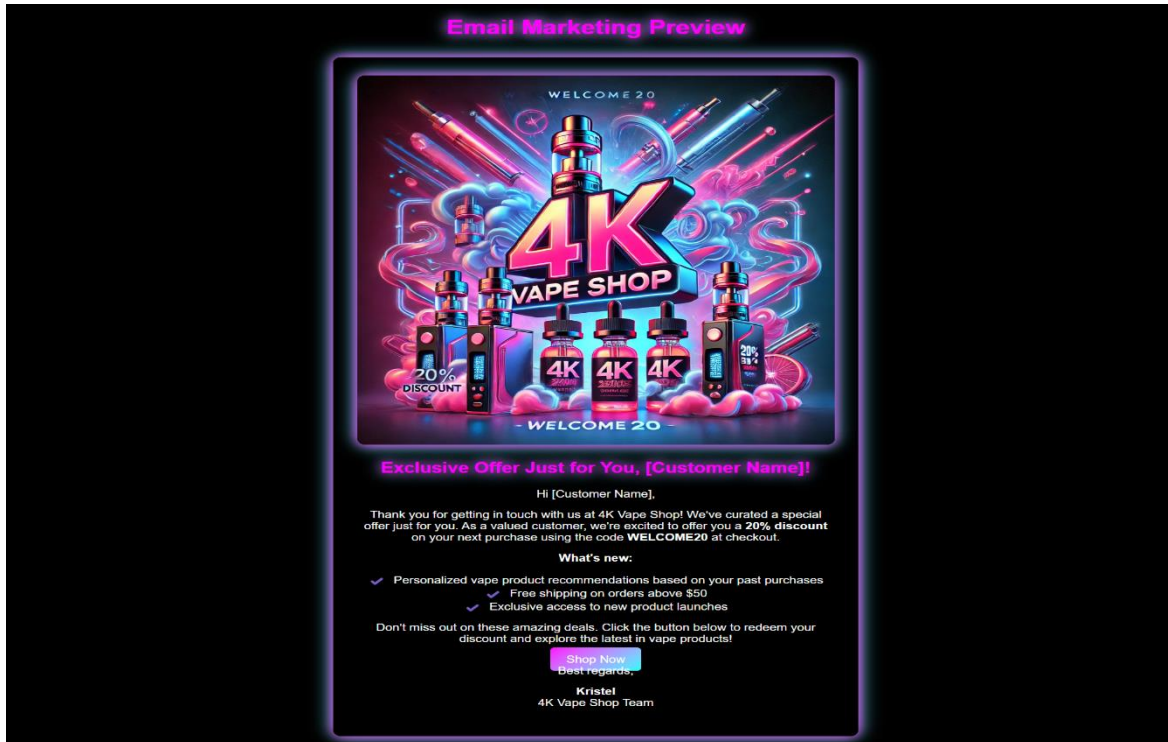 Email Marketing Preview
WELCOME 20
4K
VAPE SHOP
4K
4K
4K
20%
20%
DISCOUNT
- WELCOME 20 -
Exclusive Offer Just for You, [Customer Name]!
Hi [Customer Name],
Thank you for getting in touch with us at 4K Vape Shop! We've curated a special
offer just for you. As a valued customer, we're excited to offer you a 20% discount
on your next purchase using the code WELCOME20 at checkout.
What's new:
Personalized vape product recommendations based on your past purchases
Free shipping on orders above $50
Exclusive access to new product launches
Don't miss out on these amazing deals. Click the button below to redeem your
discount and explore the latest in vape products!
Shop Now
Best regards,
Kristel
4K Vape Shop Team